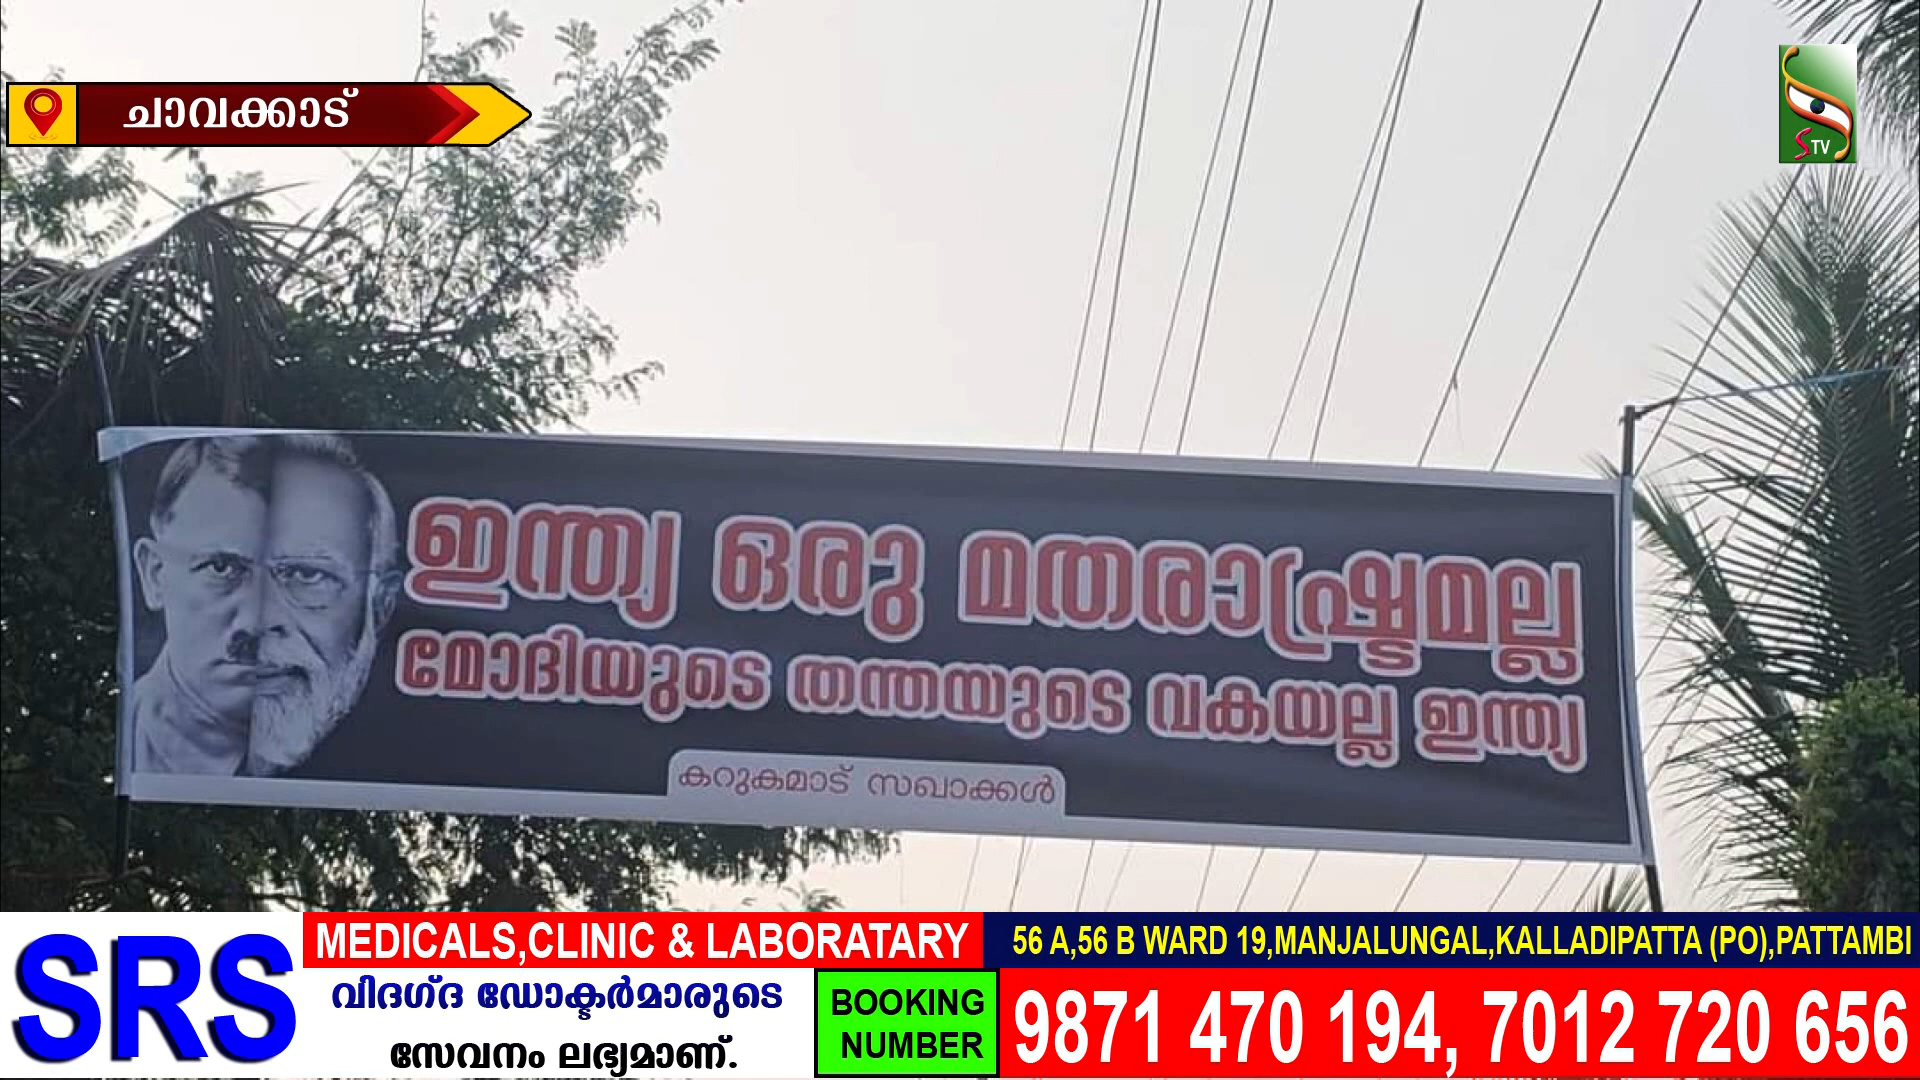 ചാവക്കാട്
STV
ഇന്ത്യ ഒരു മതരാഷ്ട്രമല്ല
മോദിയുടെ തന്തയുടെ വകയല്ല ഇന്ത്യ
കറുകമാട് സഖാക്കൾ
SRS
MEDICALS,CLINIC & LABORATARY
56 A,56 B WARD 19,MANJALUNGAL,KALLADIPATTA (PO),PATTAMBI
വിദഗ്ദ ഡോക്ടർമാരുടെ
സേവനം ലഭ്യമാണ്.
BOOKING
NUMBER
9871 470 194, 7012 720 656